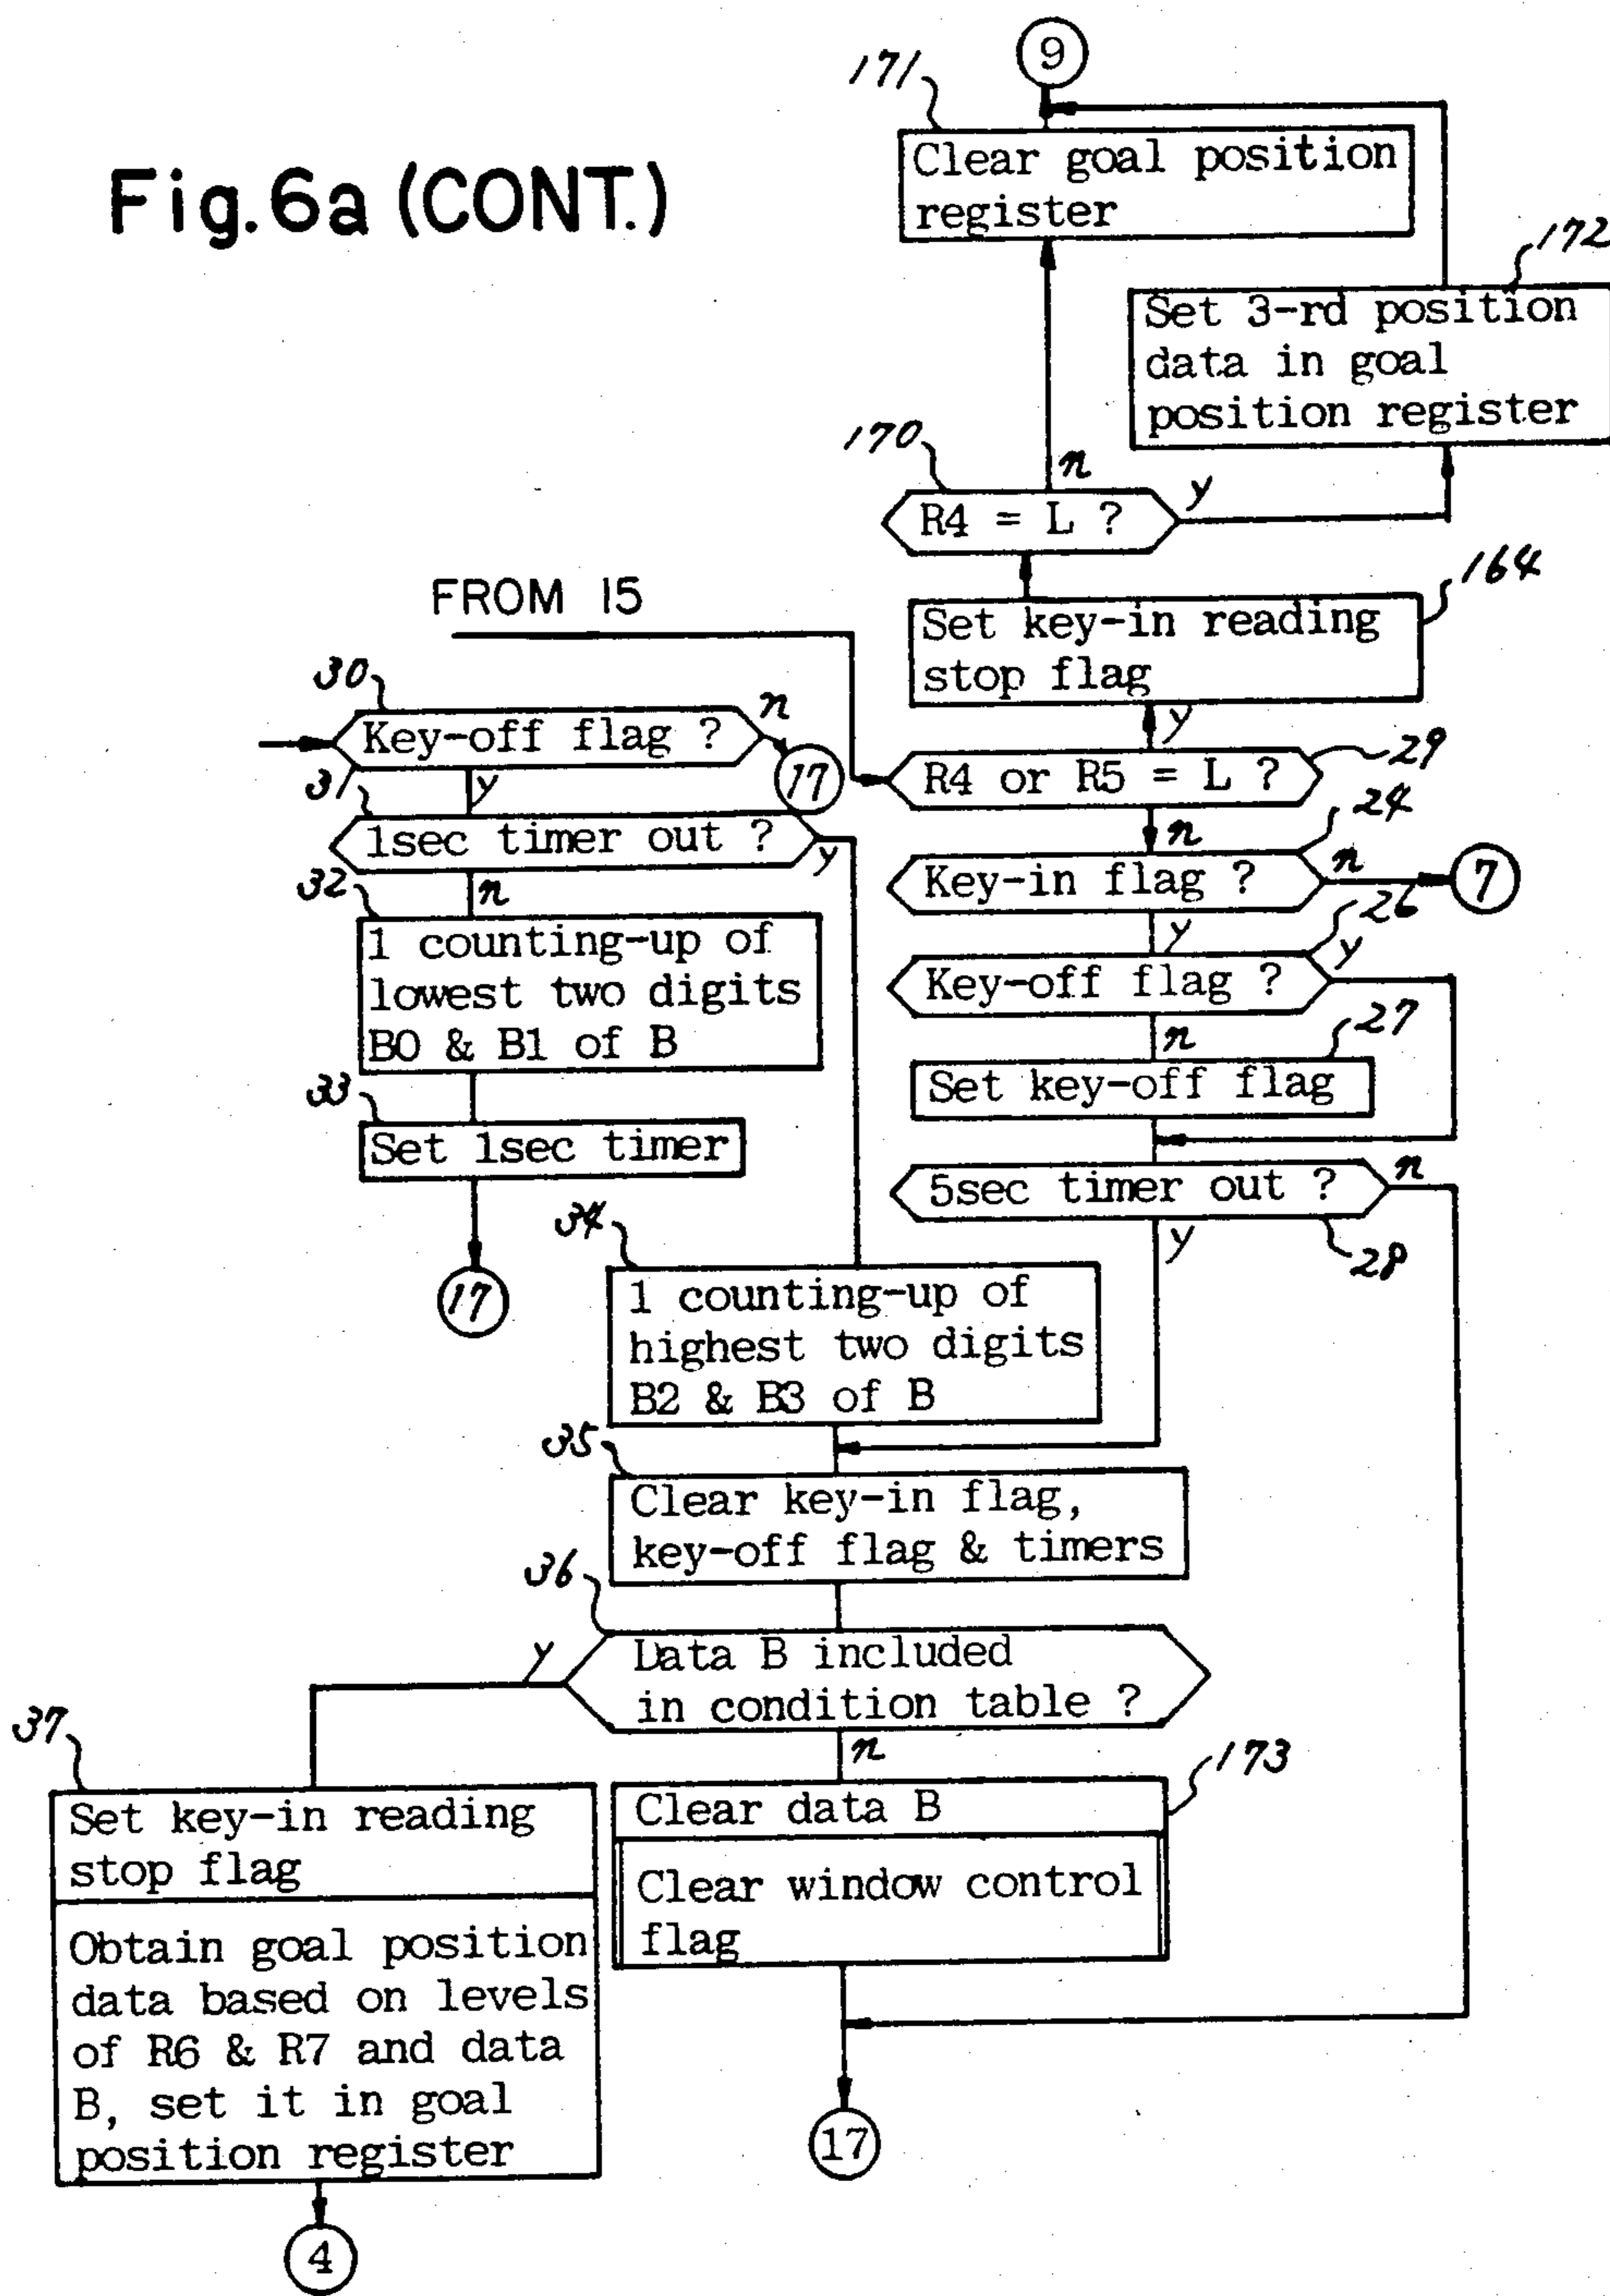 Fig.6a (CONT.)
9
171
Clear goal position
register
172
Set 3-rd position
data in goal
position register
170
n
y
R4 = L ?
164
Set key-in reading
stop flag
y
FROM 15
30
Key-off flag ?
n
17
y
29
R4 or R5 = L ?
n
31
1sec timer out ?
y
n
24
Key-in flag ?
n
7
y
32
1 counting-up of
lowest two digits
B0 & B1 of B
26
Key-off flag ?
y
n
27
Set key-off flag
33
Set 1sec timer
17
5sec timer out ?
n
28
y
34
1 counting-up of
highest two digits
B2 & B3 of B
35
Clear key-in flag,
key-off flag & timers
36
y
Data B included
in condition table ?
n
37
Set key-in reading
stop flag
Obtain goal position
data based on levels
of R6 & R7 and data
B, set it in goal
position register
4
173
Clear data B
Clear window control
flag
17